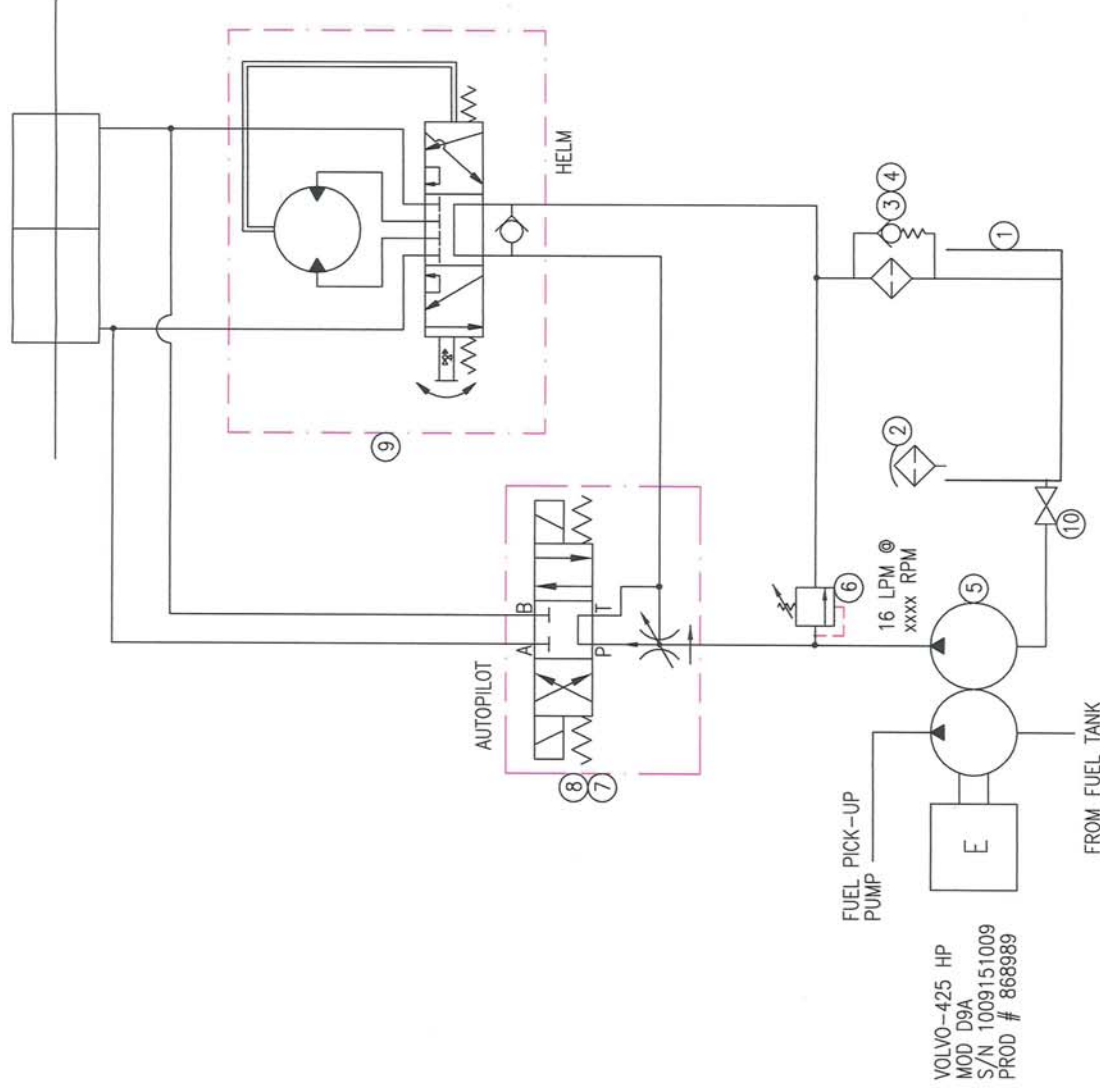 HELM
9
3
4
1
2
AUTOPILOT
A
B
P
T
8
7
6
16 LPM @
xxxx RPM
10
5
FUEL PICK-UP
PUMP
E
FROM FUEL TANK
VOLVO-425 HP
MOD D9A
S/N 1009151009
PROD # 868989